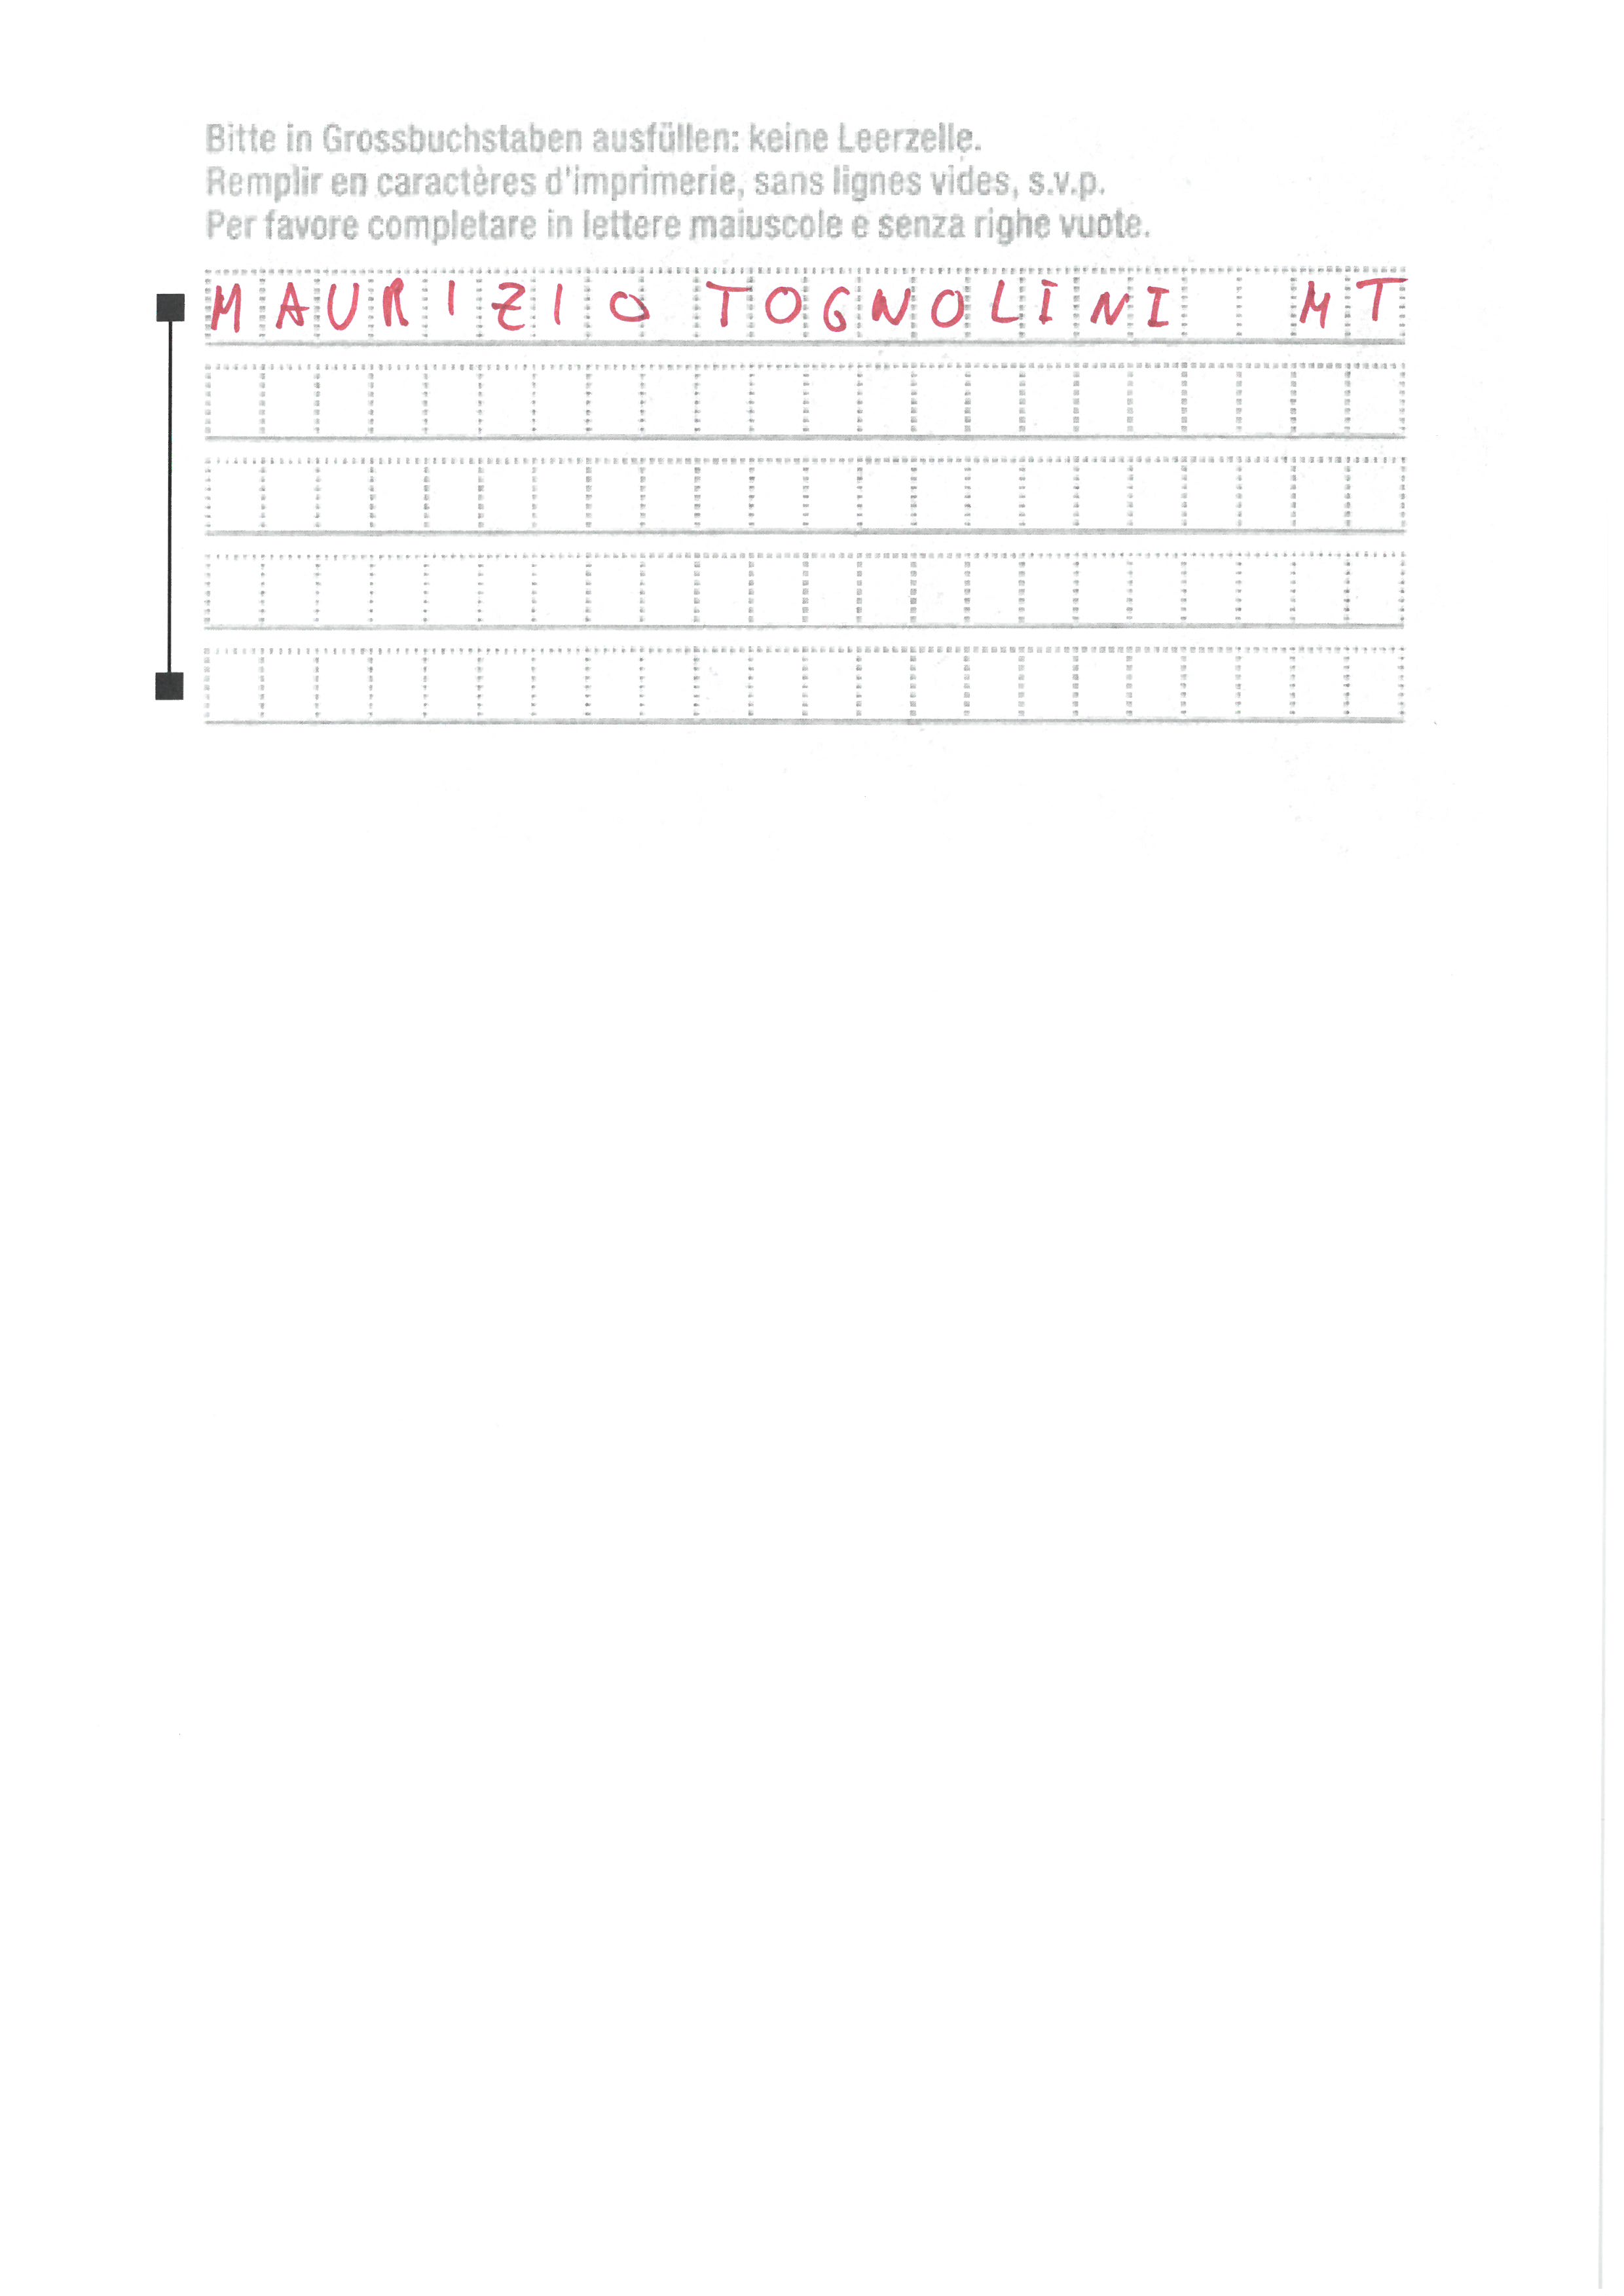 Bitte in Grossbuchstaben ausfüllen: keine Leerzelle.
Remplir en caractères d'imprimerie, sans lignes vides, s.v.p.
Per favore completare in lettere maiuscole e senza righe vuote.
MAURIZIO TOGNOLINI MT